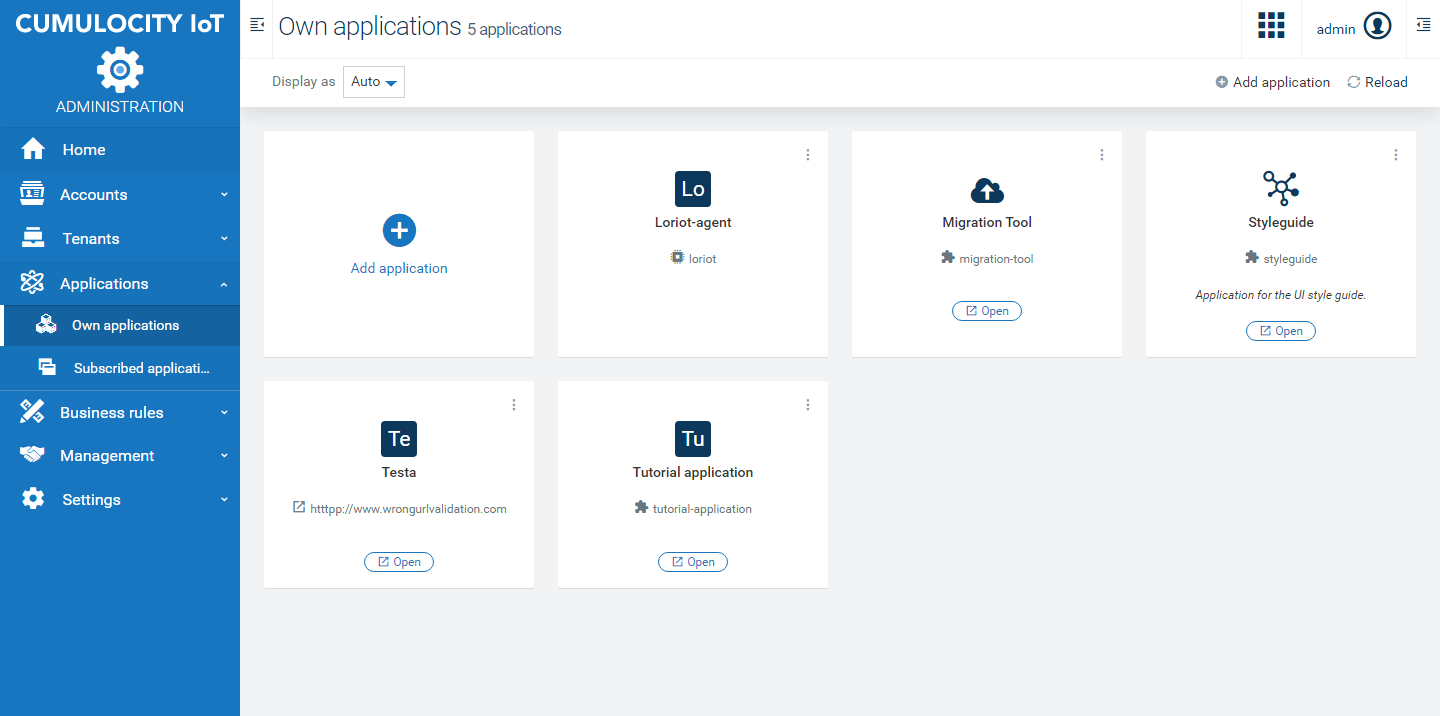 CUMULOCITY IoT
ADMINISTRATION
Home
Accounts
Tenants
Applications
Own applications
Subscribed applicati...
Business rules
Management
Settings
Own applications 5 applications
admin
Display as Auto
Add application Reload
Add application
Lo
Loriot-agent
loriot
Migration Tool
migration-tool
Open
Styleguide
styleguide
Application for the UI style guide.
Open
Te
Testa
htttpp://www.wrongurlvalidation.com
Open
Tu
Tutorial application
tutorial-application
Open